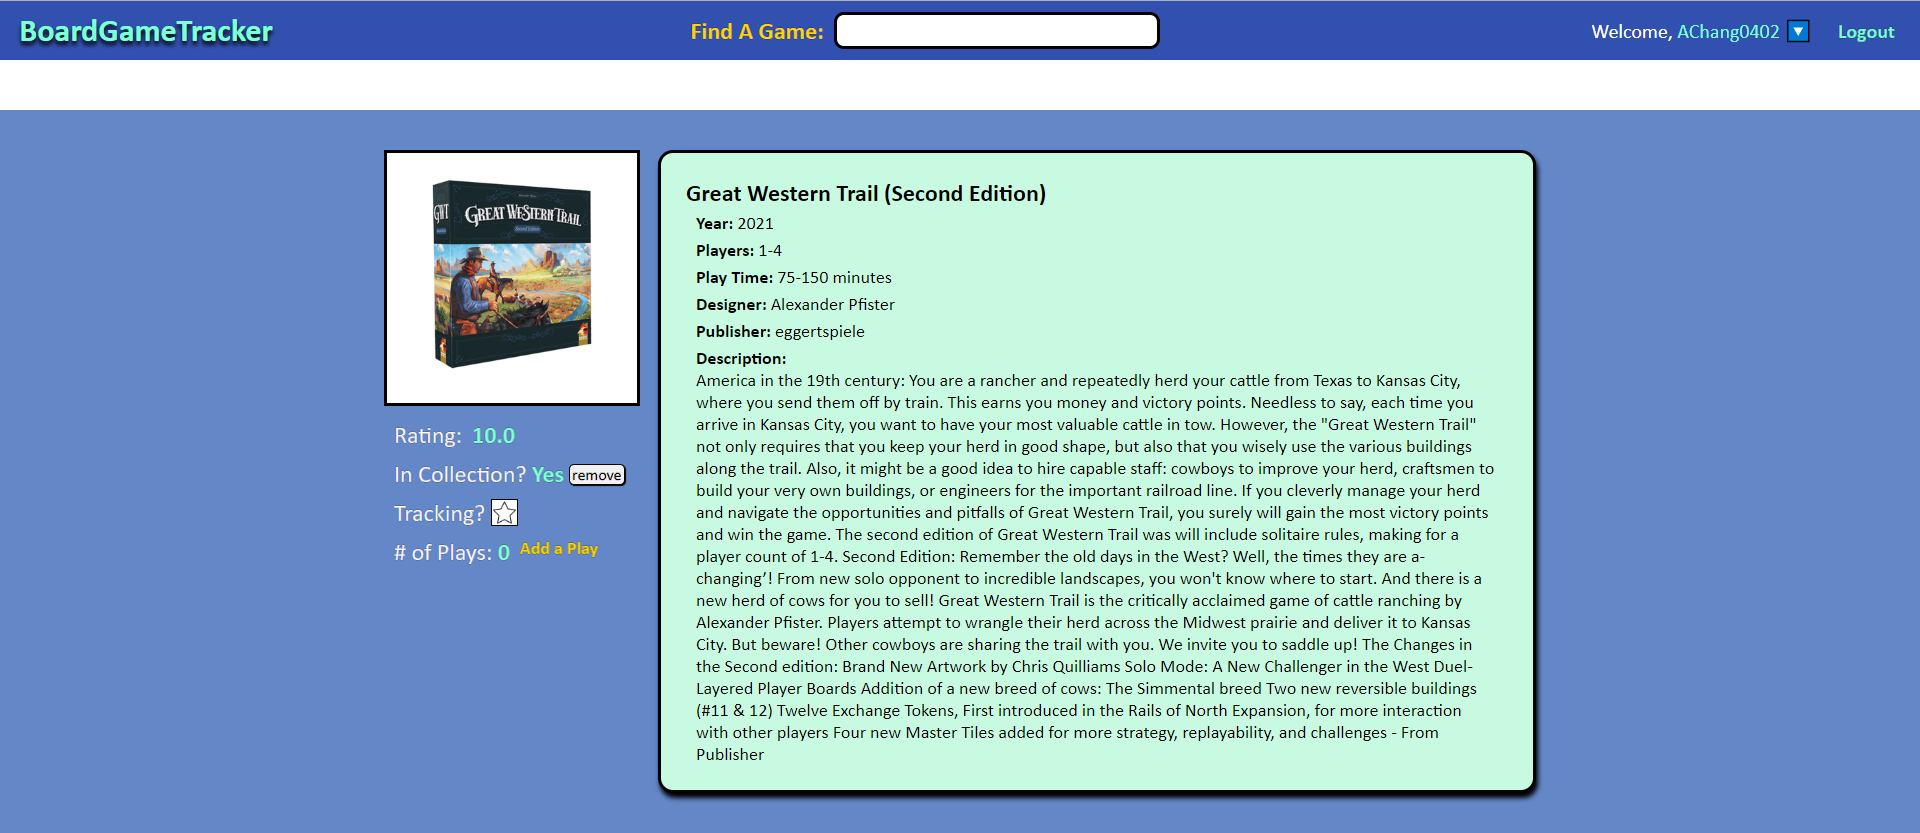 BoardGameTracker
Find A Game:
Welcome, AChang0402
Logout
GWT
GREAT WESTERN TRAIL
Second Edition
Rating: 10.0
In Collection? Yes remove
Tracking?
# of Plays: 0 Add a Play
Great Western Trail (Second Edition)
Year: 2021
Players: 1-4
Play Time: 75-150 minutes
Designer: Alexander Pfister
Publisher: eggertspiele
Description:
America in the 19th century: You are a rancher and repeatedly herd your cattle from Texas to Kansas City,
where you send them off by train. This earns you money and victory points. Needless to say, each time you
arrive in Kansas City, you want to have your most valuable cattle in tow. However, the "Great Western Trail"
not only requires that you keep your herd in good shape, but also that you wisely use the various buildings
along the trail. Also, it might be a good idea to hire capable staff: cowboys to improve your herd, craftsmen to
build your very own buildings, or engineers for the important railroad line. If you cleverly manage your herd
and navigate the opportunities and pitfalls of Great Western Trail, you surely will gain the most victory points
and win the game. The second edition of Great Western Trail was will include solitaire rules, making for a
player count of 1-4. Second Edition: Remember the old days in the West? Well, the times they are a-
changing’! From new solo opponent to incredible landscapes, you won't know where to start. And there is a
new herd of cows for you to sell! Great Western Trail is the critically acclaimed game of cattle ranching by
Alexander Pfister. Players attempt to wrangle their herd across the Midwest prairie and deliver it to Kansas
City. But beware! Other cowboys are sharing the trail with you. We invite you to saddle up! The Changes in
the Second edition: Brand New Artwork by Chris Quilliams Solo Mode: A New Challenger in the West Duel-
Layered Player Boards Addition of a new breed of cows: The Simmental breed Two new reversible buildings
(#11 & 12) Twelve Exchange Tokens, First introduced in the Rails of North Expansion, for more interaction
with other players Four new Master Tiles added for more strategy, replayability, and challenges - From
Publisher